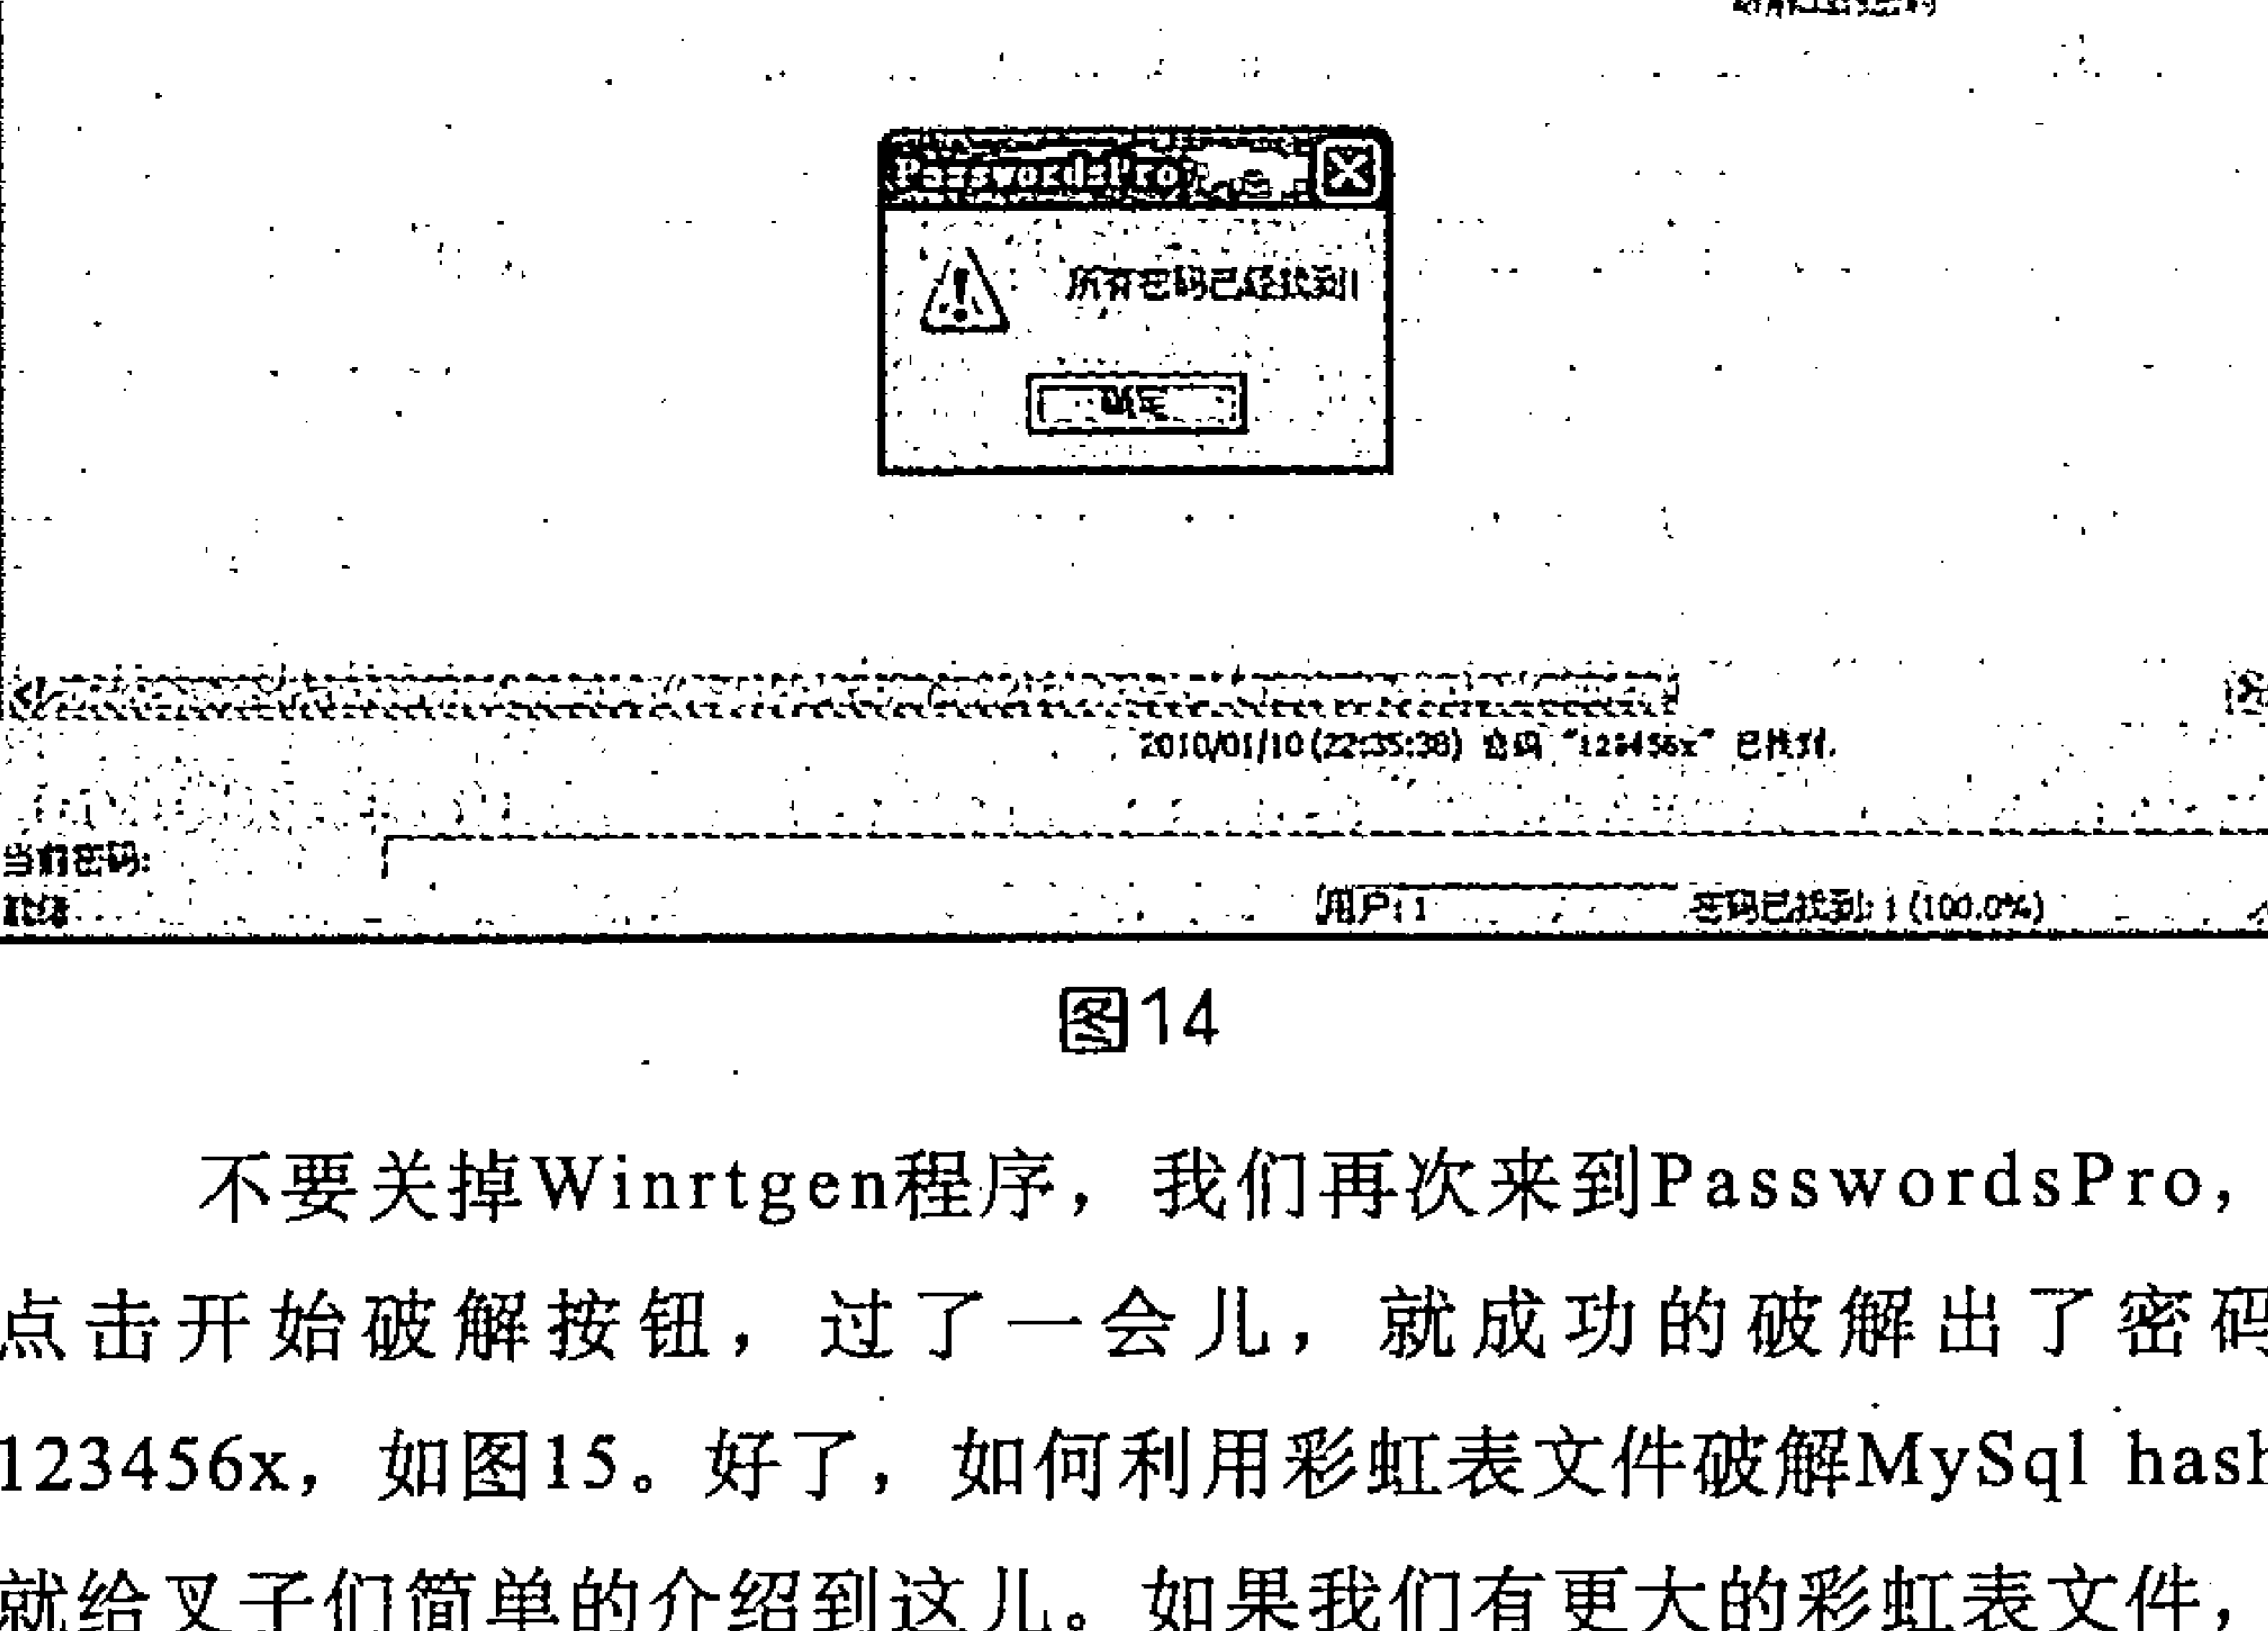 PasswordsPro
所有密码已经找到!
确定
2010/01/10 (22:35:38) 密码 "123456x" 已找到.
当前密码:
就绪 用户: 1 密码已找到: 1 (100.0%)
图14
不要关掉Winrtgen程序，我们再次来到PasswordsPro，
点击开始破解按钮，过了一会儿，就成功的破解出了密码
123456x，如图15。好了，如何利用彩虹表文件破解MySql hash
就给叉子们简单的介绍到这儿。如果我们有更大的彩虹表文件，